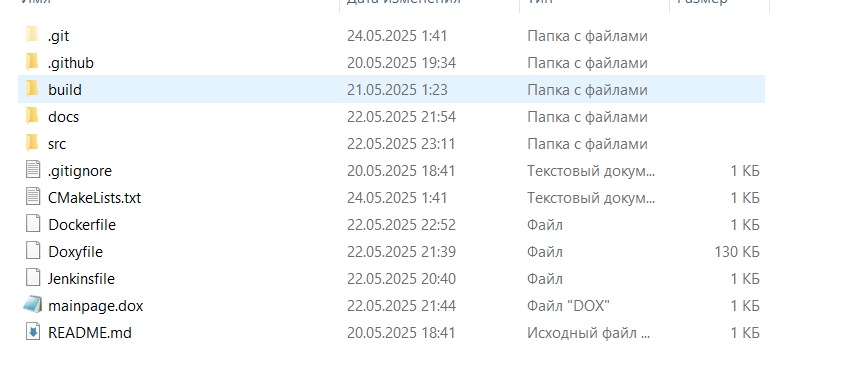 Имя Дата изменения Тип Размер
.git 24.05.2025 1:41 Папка с файлами
.github 20.05.2025 19:34 Папка с файлами
build 21.05.2025 1:23 Папка с файлами
docs 22.05.2025 21:54 Папка с файлами
src 22.05.2025 23:11 Папка с файлами
.gitignore 20.05.2025 18:41 Текстовый докум... 1 КБ
CMakeLists.txt 24.05.2025 1:41 Текстовый докум... 1 КБ
Dockerfile 22.05.2025 22:52 Файл 1 КБ
Doxyfile 22.05.2025 21:39 Файл 130 КБ
Jenkinsfile 22.05.2025 20:40 Файл 1 КБ
mainpage.dox 22.05.2025 21:44 Файл "DOX" 1 КБ
README.md 20.05.2025 18:41 Исходный файл ... 1 КБ